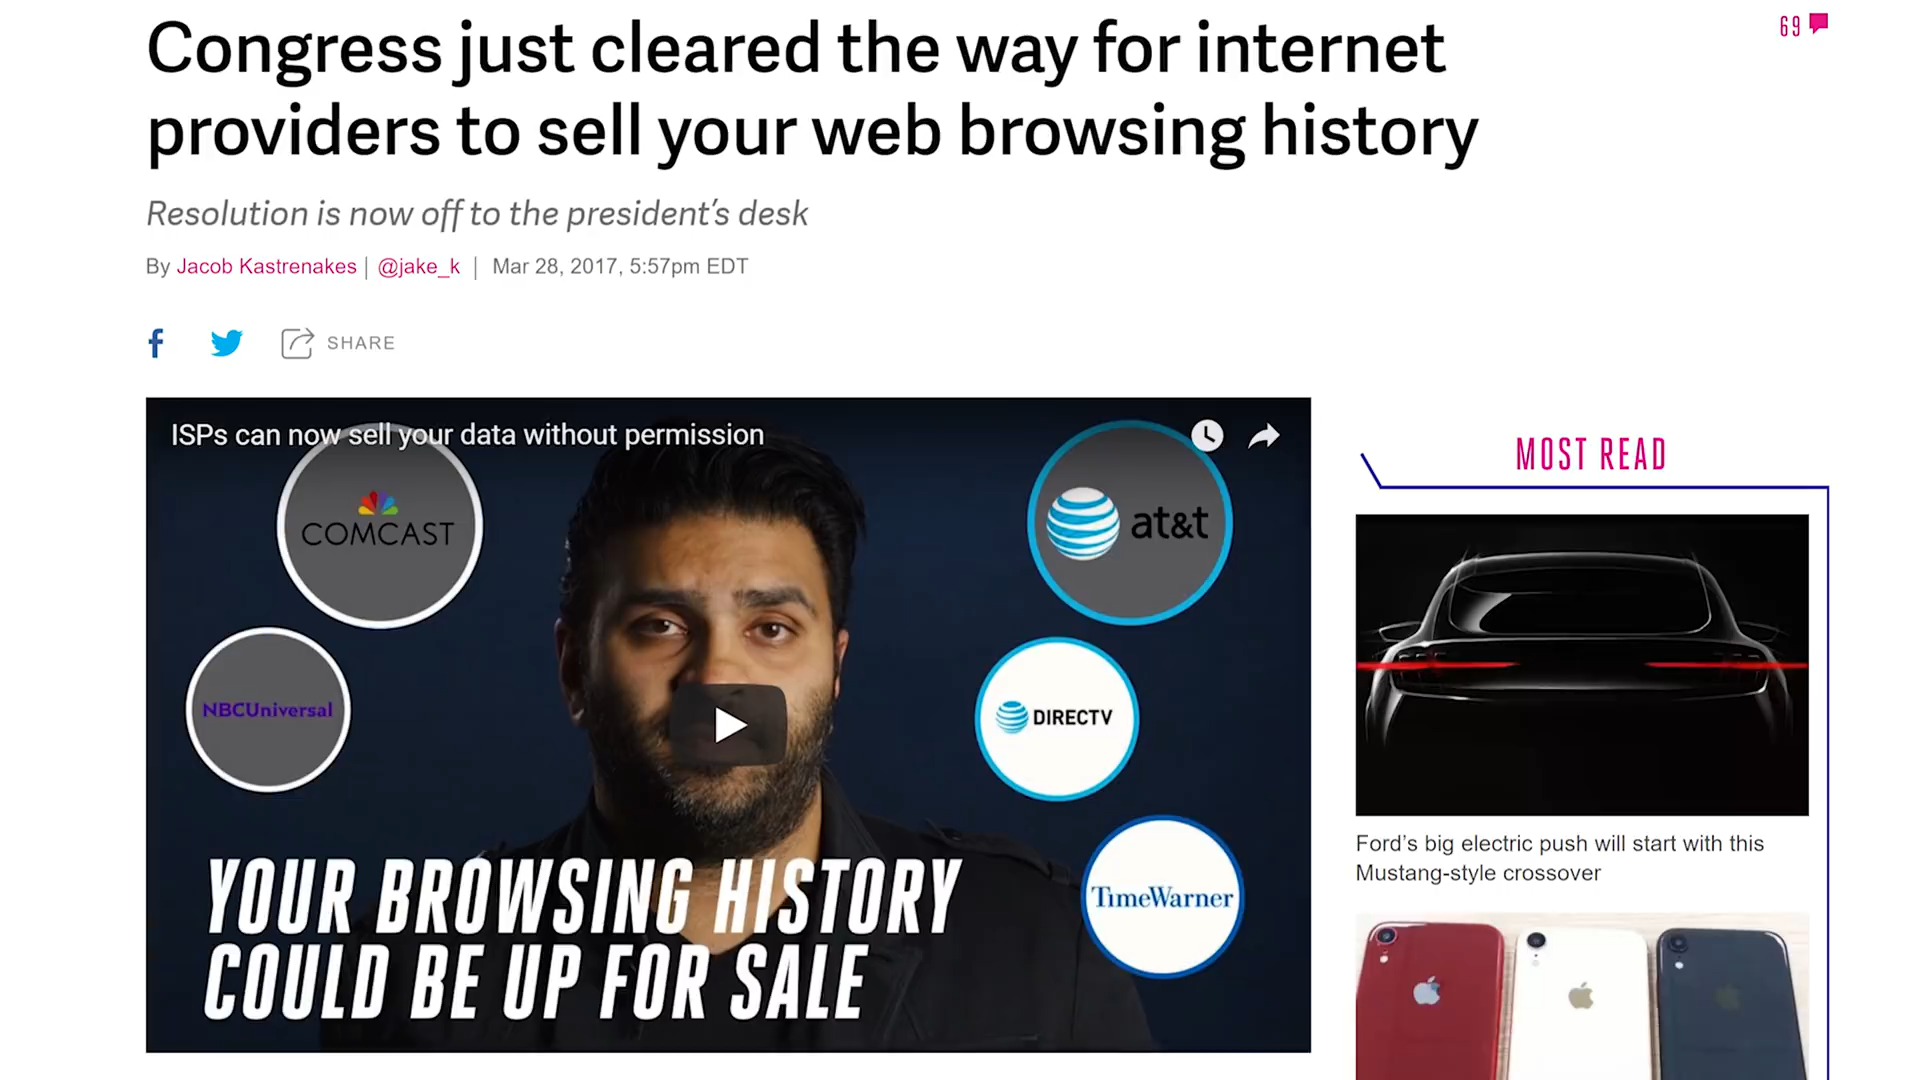 Congress just cleared the way for internet
providers to sell your web browsing history
69
Resolution is now off to the president's desk
By Jacob Kastrenakes | @jake_k | Mar 28, 2017, 5:57pm EDT
SHARE
ISPs can now sell your data without permission
COMCAST
at&t
NBCUniversal
DIRECTV
TimeWarner
YOUR BROWSING HISTORY
COULD BE UP FOR SALE
MOST READ
Ford's big electric push will start with this
Mustang-style crossover